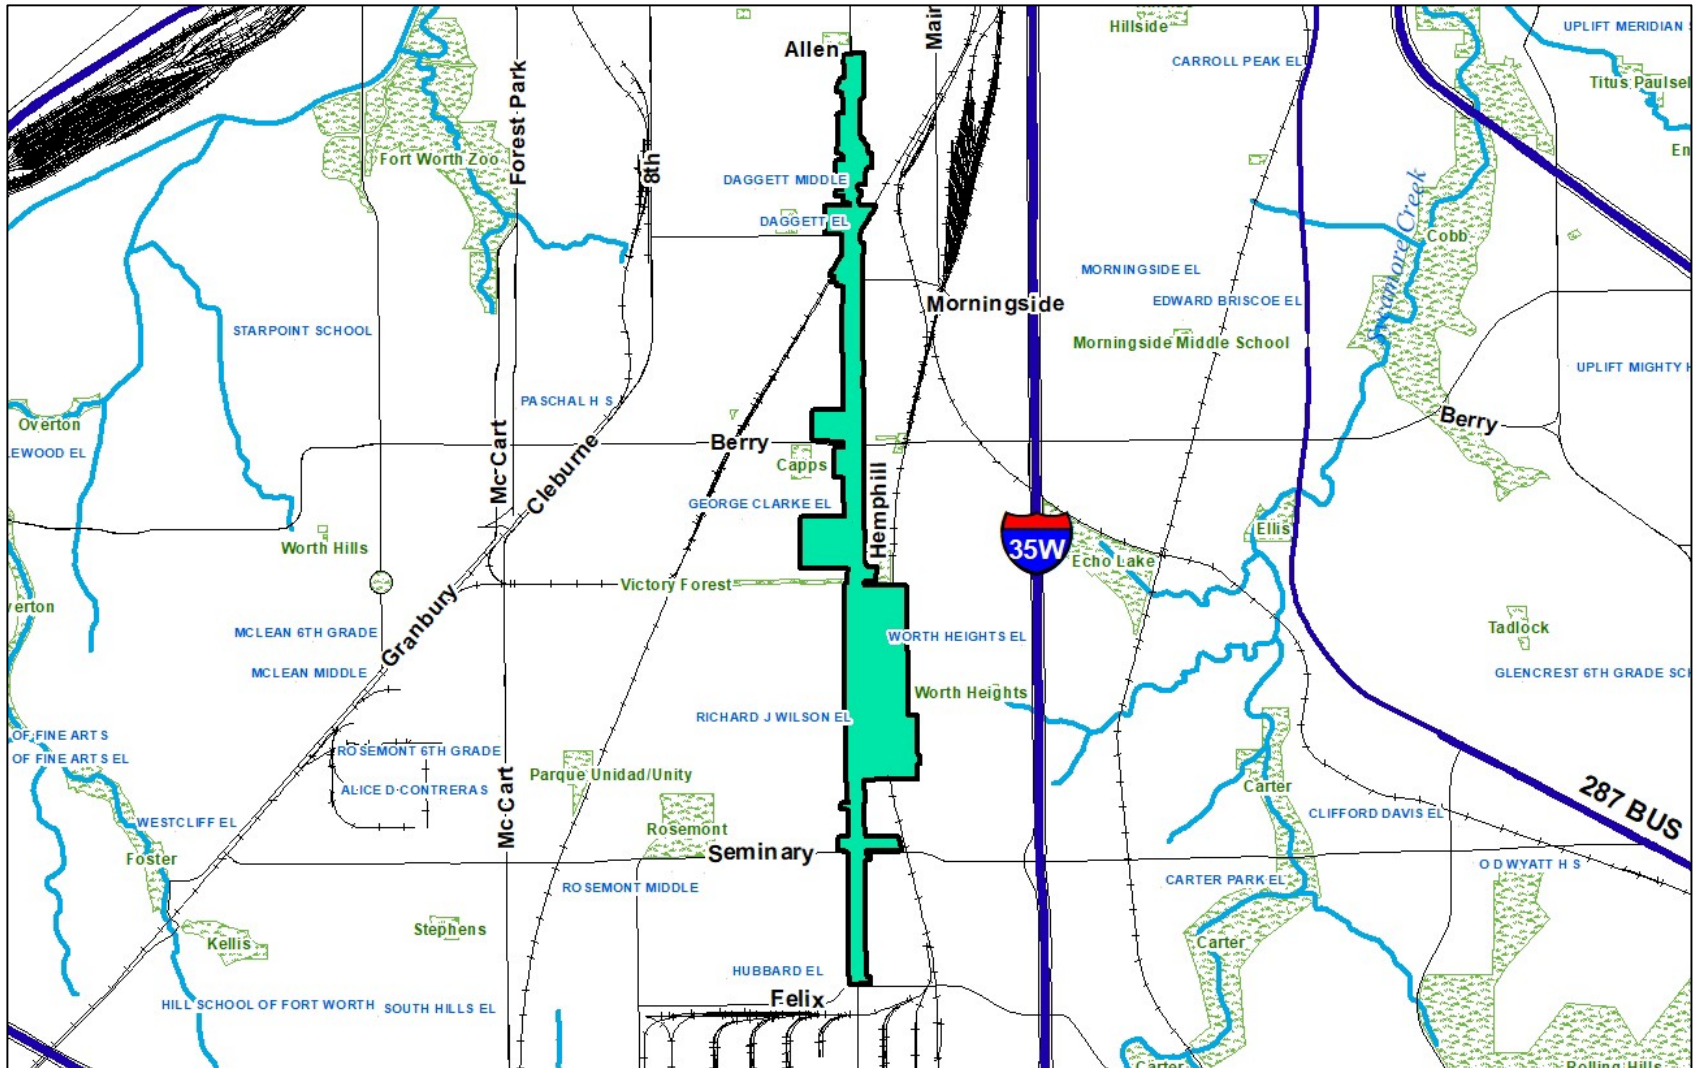 Hillside
UPLIFT MERIDIAN
Main
Allen
CARROLL PEAK EL
Titus Paulsel
Forest Park
Fort Worth Zoo
8th
DAGGETT MIDDLE
DAGGETT EL
Sycamore Creek
Cobb
MORNINGSIDE EL
Morningside
EDWARD BRISCOE EL
STARPOINT SCHOOL
Morningside Middle School
UPLIFT MIGHTY
PASCHAL H S
Overton
Berry
Berry
EWOOD EL
Capps
Mc Cart
Cleburne
GEORGE CLARKE EL
Hemphill
Ellis
Worth Hills
35W
Echo Lake
Victory Forest
verton
Granbury
MCLEAN 6TH GRADE
WORTH HEIGHTS EL
Tadlock
MCLEAN MIDDLE
GLENCREST 6TH GRADE
Worth Heights
RICHARD J WILSON EL
OF FINE ARTS
OF FINE ARTS EL
ROSEMONT 6TH GRADE
Parque Unidad/Unity
ALICE D CONTRERAS
Mc Cart
Carter
287 BUS
WESTCLIFF EL
CLIFFORD DAVIS EL
Rosemont
Foster
Seminary
O D WYATT H S
ROSEMONT MIDDLE
CARTER PARK EL
Stephens
Kellis
Carter
HUBBARD EL
Felix
HILL SCHOOL OF FORT WORTH
SOUTH HILLS EL
Carter
Rolling Hills